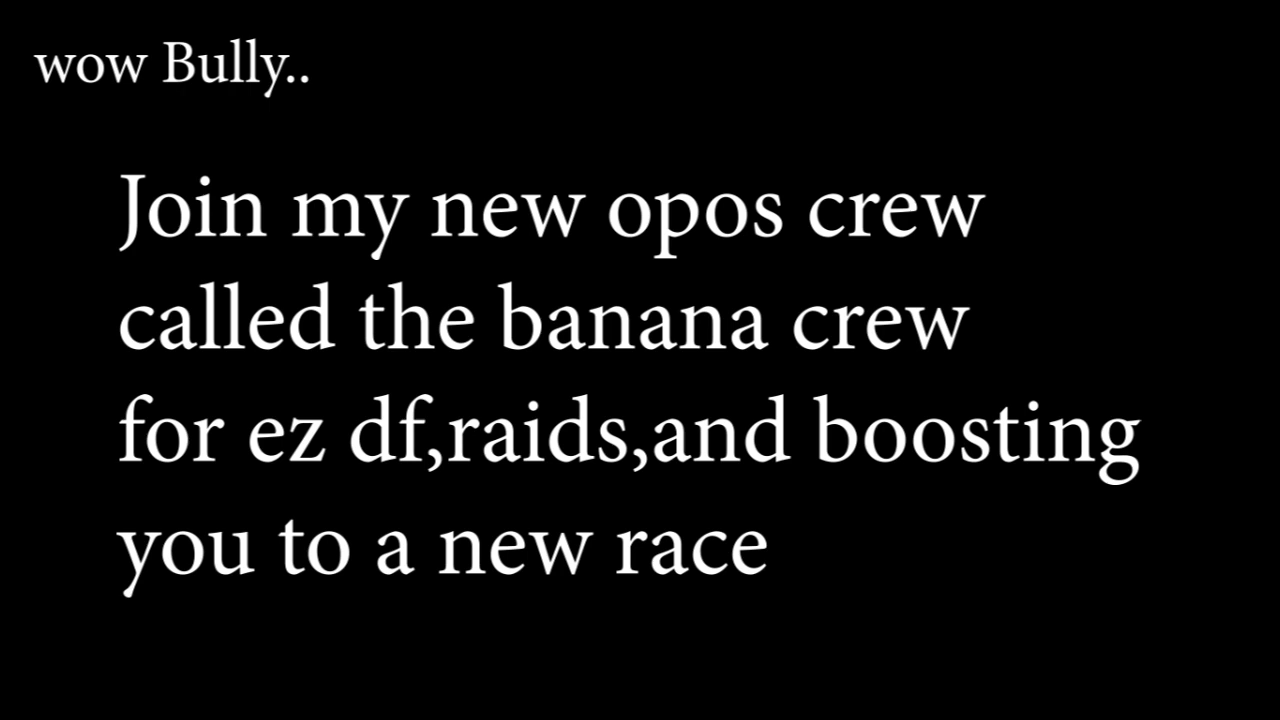 wow Bully..
Join my new opos crew
called the banana crew
for ez df,raids,and boosting
you to a new race